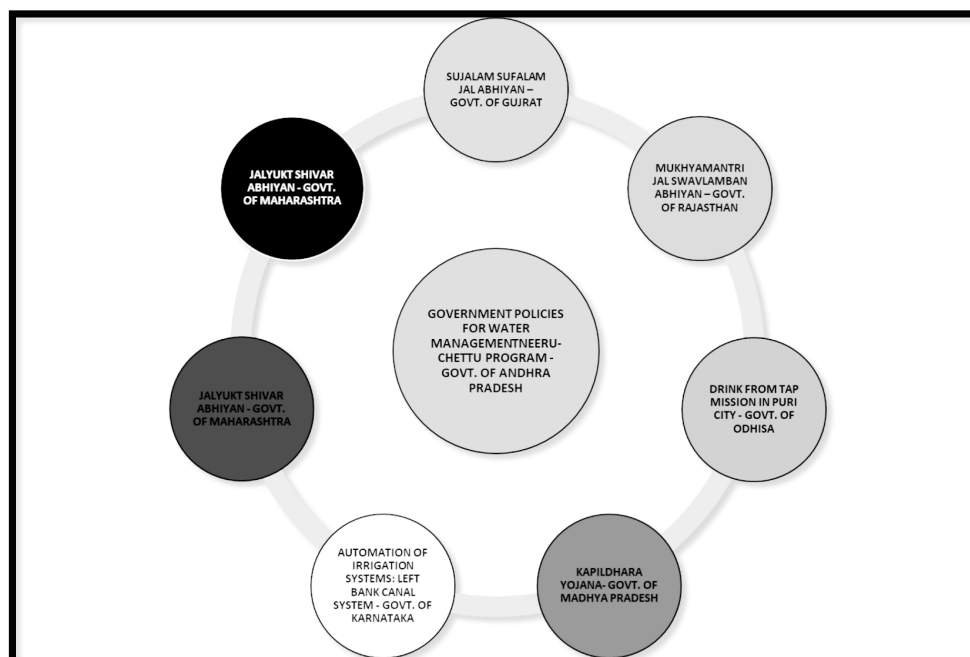 SUJALAM SUFALAM
JAL ABHIYAN –
GOVT. OF GUJRAT
MUKHYAMANTRI
JAL SWAVLAMBAN
ABHIYAN – GOVT.
OF RAJASTHAN
DRINK FROM TAP
MISSION IN PURI
CITY - GOVT. OF
ODHISA
KAPILDHARA
YOJANA- GOVT. OF
MADHYA PRADESH
AUTOMATION OF
IRRIGATION
SYSTEMS: LEFT
BANK CANAL
SYSTEM - GOVT. OF
KARNATAKA
JALYUKT SHIVAR
ABHIYAN - GOVT.
OF MAHARASHTRA
JALYUKT SHIVAR
ABHIYAN - GOVT.
OF MAHARASHTRA
GOVERNMENT POLICIES
FOR WATER
MANAGEMENTNEERU-
CHETTU PROGRAM -
GOVT. OF ANDHRA
PRADESH